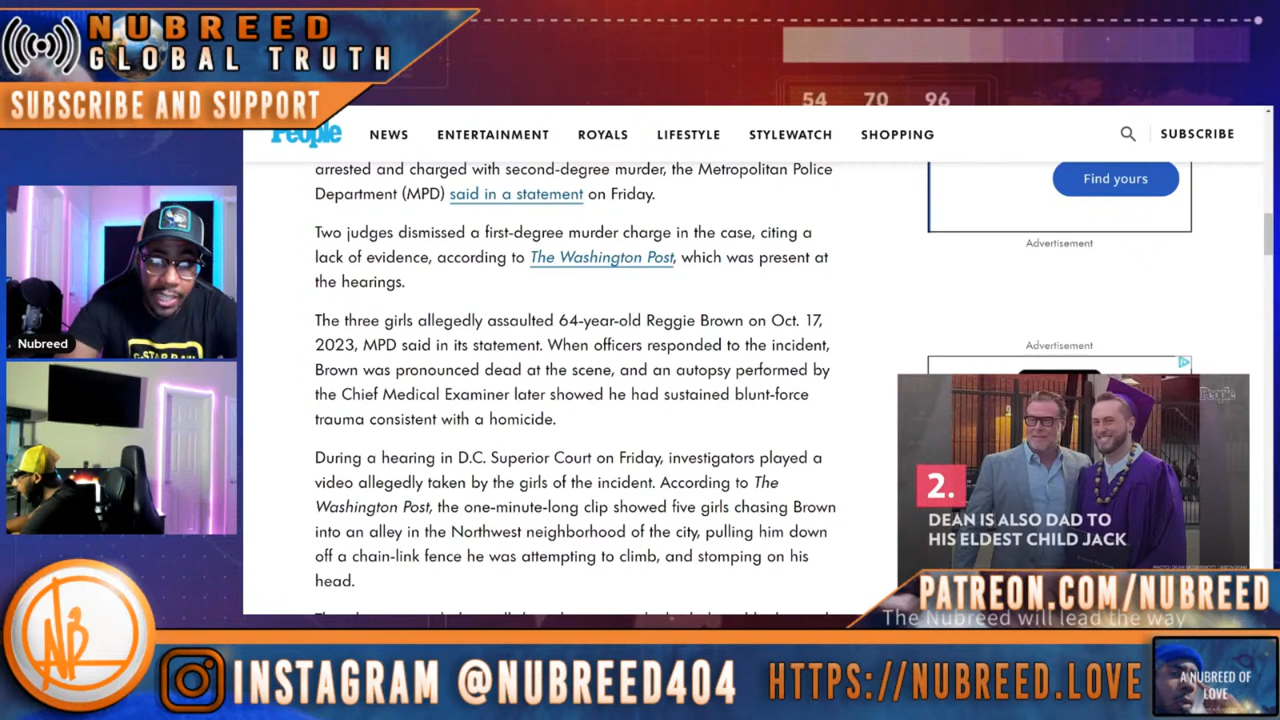 NUBREED
GLOBAL TRUTH
SUBSCRIBE AND SUPPORT
54 70 96
People
NEWS ENTERTAINMENT ROYALS LIFESTYLE STYLEWATCH SHOPPING SUBSCRIBE
arrested and charged with second-degree murder, the Metropolitan Police
Department (MPD) said in a statement on Friday.
Two judges dismissed a first-degree murder charge in the case, citing a
lack of evidence, according to The Washington Post, which was present at
the hearings.
The three girls allegedly assaulted 64-year-old Reggie Brown on Oct. 17,
2023, MPD said in its statement. When officers responded to the incident,
Brown was pronounced dead at the scene, and an autopsy performed by
the Chief Medical Examiner later showed he had sustained blunt-force
trauma consistent with a homicide.
During a hearing in D.C. Superior Court on Friday, investigators played a
video allegedly taken by the girls of the incident. According to The
Washington Post, the one-minute-long clip showed five girls chasing Brown
into an alley in the Northwest neighborhood of the city, pulling him down
off a chain-link fence he was attempting to climb, and stomping on his
head.
Find yours
Advertisement
Advertisement
People
2.
DEAN IS ALSO DAD TO
HIS ELDEST CHILD JACK
Nubreed
PATREON.COM/NUBREED
The Nubreed will lead the way
NB
INSTAGRAM @NUBREED404
HTTPS://NUBREED.LOVE
A NUBREED OF
LOVE